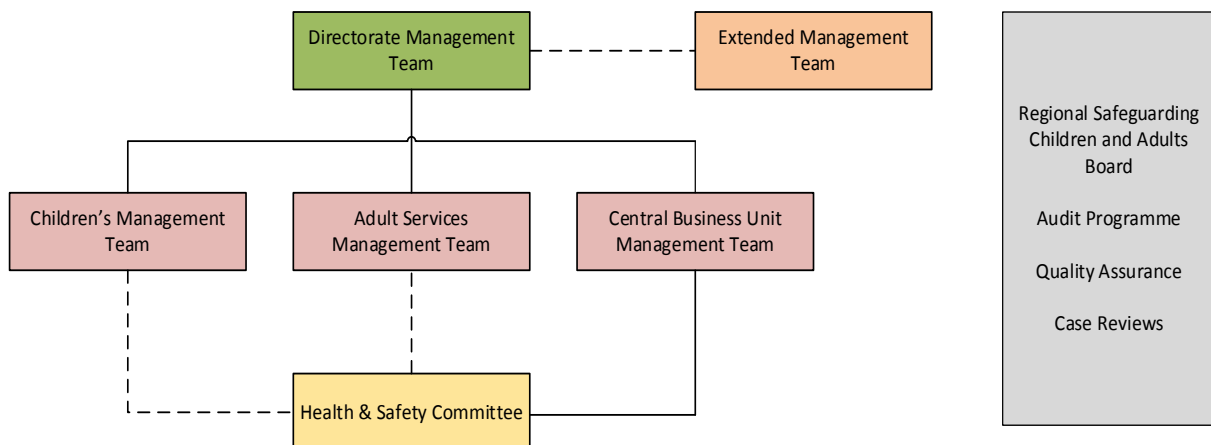 Directorate Management
Team
Extended Management
Team
Regional Safeguarding
Children and Adults
Board
Audit Programme
Quality Assurance
Case Reviews
Children’s Management
Team
Adult Services
Management Team
Central Business Unit
Management Team
Health & Safety Committee